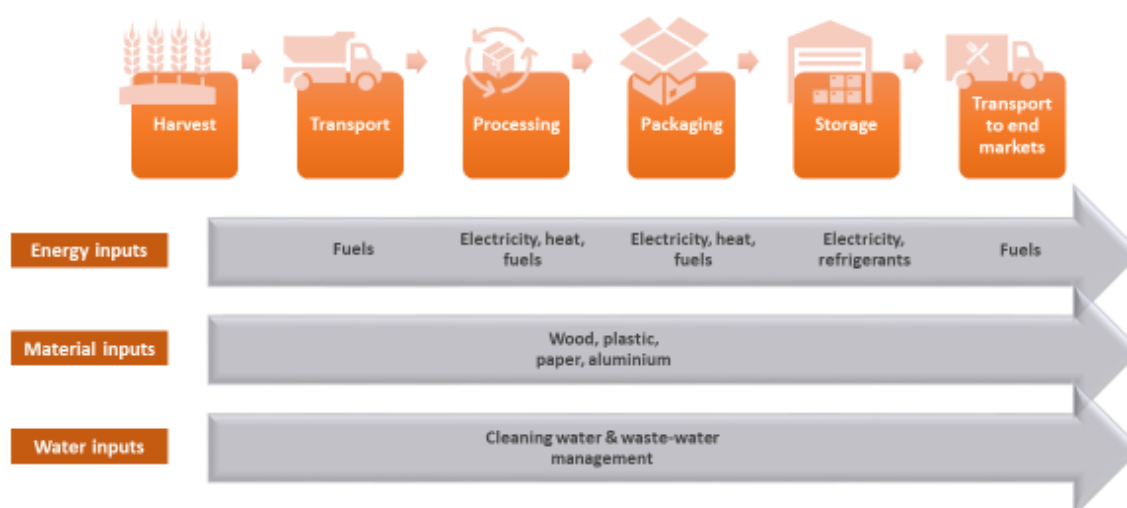 Harvest
Transport
Processing
Packaging
Storage
Transport
to end
markets
Energy inputs
Fuels
Electricity, heat,
fuels
Electricity, heat,
fuels
Electricity,
refrigerants
Fuels
Material inputs
Wood, plastic,
paper, aluminium
Water inputs
Cleaning water & waste-water
management